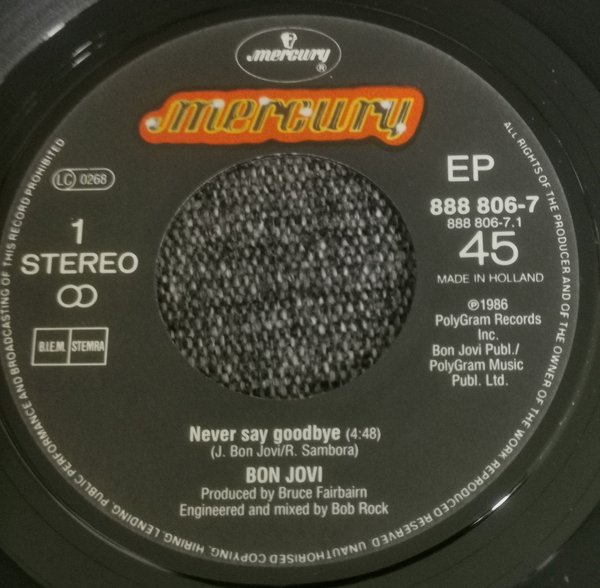 mercury
®
mercury
LC 0268
1
STEREO
B.I.E.M. STEMRA
EP
888 806-7
888 806-7.1
45
MADE IN HOLLAND
℗1986
PolyGram Records
Inc.
Bon Jovi Publ./
PolyGram Music
Publ. Ltd.
Never say goodbye (4:48)
(J. Bon Jovi/R. Sambora)
BON JOVI
Produced by Bruce Fairbairn
Engineered and mixed by Bob Rock
ALL RIGHTS OF THE PRODUCER AND OF THE OWNER OF THE WORK REPRODUCED RESERVED UNAUTHORISED COPYING, HIRING, LENDING, PUBLIC PERFORMANCE AND BROADCASTING OF THIS RECORD PROHIBITED